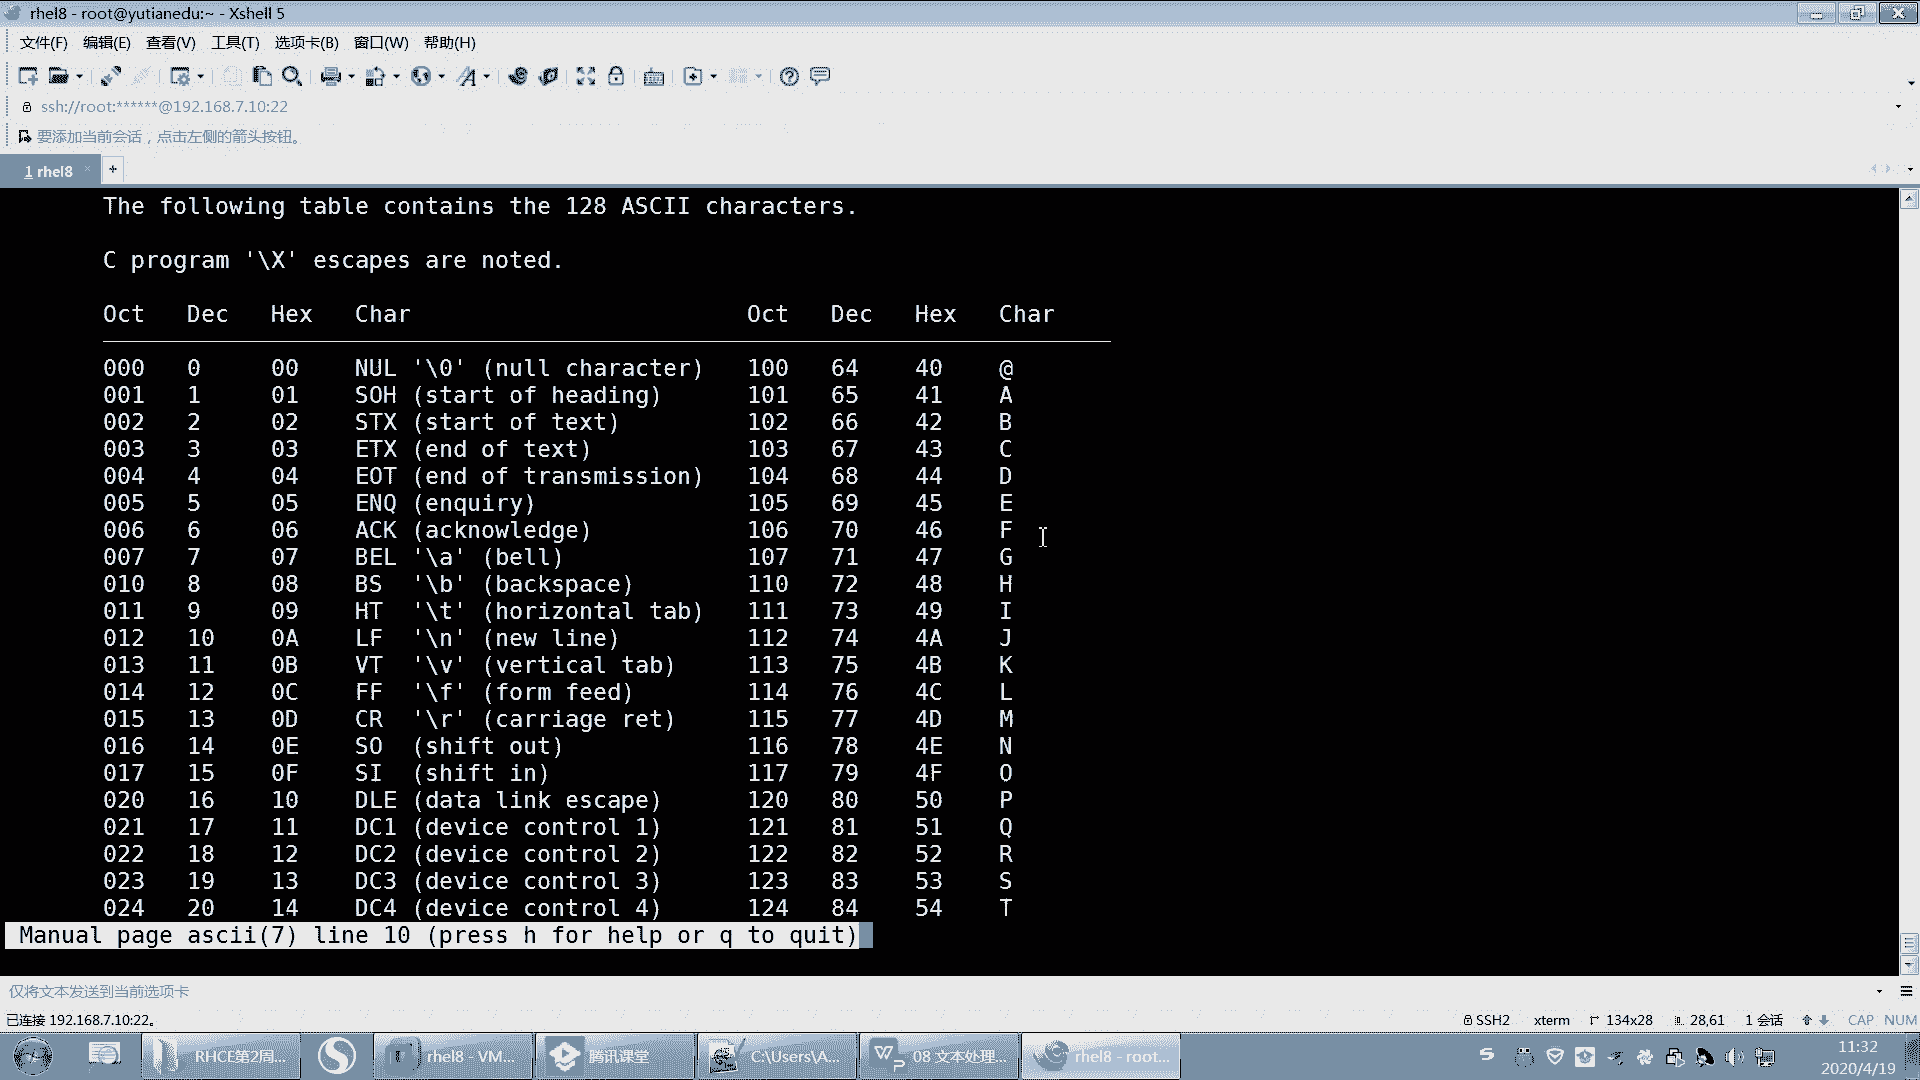 rhel8 - root@yutianedu:~ - Xshell 5
文件(F) 编辑(E) 查看(V) 工具(T) 选项卡(B) 窗口(W) 帮助(H)
ssh://root:******@192.168.7.10:22
要添加当前会话，点击左侧的箭头按钮。
1 rhel8 × +
The following table contains the 128 ASCII characters.
C program '\X' escapes are noted.
Oct Dec Hex Char Oct Dec Hex Char
000 0 00 NUL '\0' (null character) 100 64 40 @
001 1 01 SOH (start of heading) 101 65 41 A
002 2 02 STX (start of text) 102 66 42 B
003 3 03 ETX (end of text) 103 67 43 C
004 4 04 EOT (end of transmission) 104 68 44 D
005 5 05 ENQ (enquiry) 105 69 45 E
006 6 06 ACK (acknowledge) 106 70 46 F
007 7 07 BEL '\a' (bell) 107 71 47 G
010 8 08 BS '\b' (backspace) 110 72 48 H
011 9 09 HT '\t' (horizontal tab) 111 73 49 I
012 10 0A LF '\n' (new line) 112 74 4A J
013 11 0B VT '\v' (vertical tab) 113 75 4B K
014 12 0C FF '\f' (form feed) 114 76 4C L
015 13 0D CR '\r' (carriage ret) 115 77 4D M
016 14 0E SO (shift out) 116 78 4E N
017 15 0F SI (shift in) 117 79 4F O
020 16 10 DLE (data link escape) 120 80 50 P
021 17 11 DC1 (device control 1) 121 81 51 Q
022 18 12 DC2 (device control 2) 122 82 52 R
023 19 13 DC3 (device control 3) 123 83 53 S
024 20 14 DC4 (device control 4) 124 84 54 T
Manual page ascii(7) line 10 (press h for help or q to quit)
仅将文本发送到当前选项卡
已连接 192.168.7.10:22。 SSH2 xterm 134x28 28,61 1 会话 CAP NUM
RHCE第2周... rhel8 - VM... 腾讯课堂 C:\Users\A... 08 文本处理... rhel8 - root... 11:32
2020/4/19